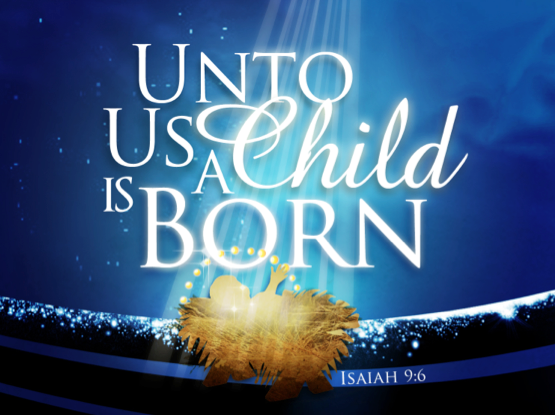 Unto
Us a Child
is Born
Isaiah 9:6